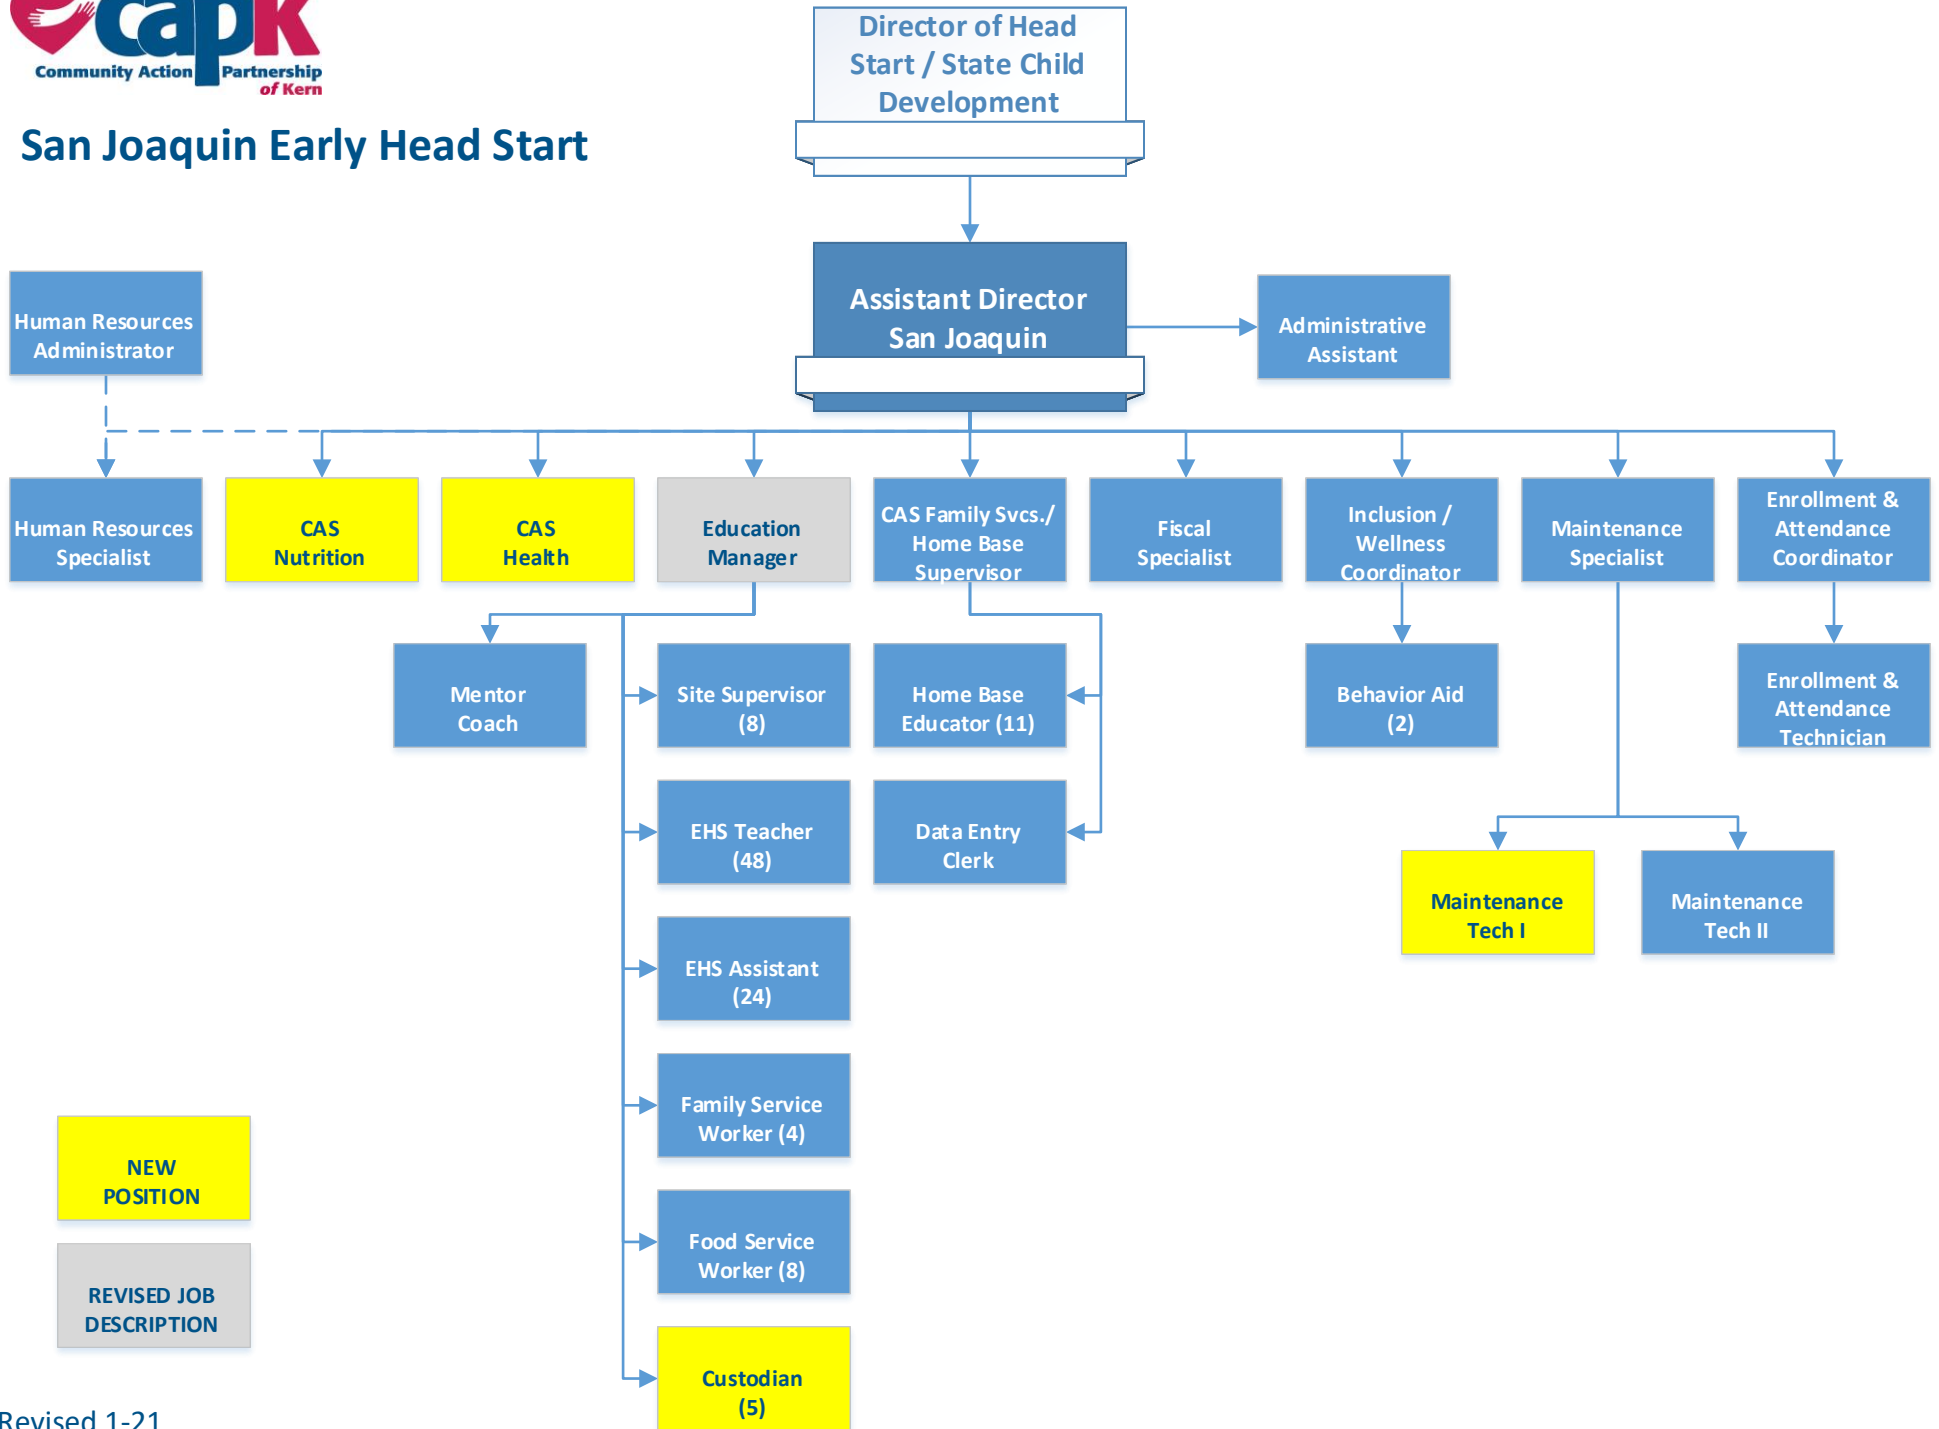 capk
Community Action Partnership
of Kern
San Joaquin Early Head Start
Director of Head
Start / State Child
Development
Assistant Director
San Joaquin
Human Resources
Administrator
Administrative
Assistant
Human Resources
Specialist
CAS
Nutrition
CAS
Health
Education
Manager
CAS Family Svcs./
Home Base
Supervisor
Fiscal
Specialist
Inclusion /
Wellness
Coordinator
Maintenance
Specialist
Enrollment &
Attendance
Coordinator
Mentor
Coach
Site Supervisor
(8)
Home Base
Educator (11)
Behavior Aid
(2)
Enrollment &
Attendance
Technician
EHS Teacher
(48)
Data Entry
Clerk
Maintenance
Tech I
Maintenance
Tech II
EHS Assistant
(24)
Family Service
Worker (4)
Food Service
Worker (8)
Custodian
(5)
NEW
POSITION
REVISED JOB
DESCRIPTION
Revised 1-21